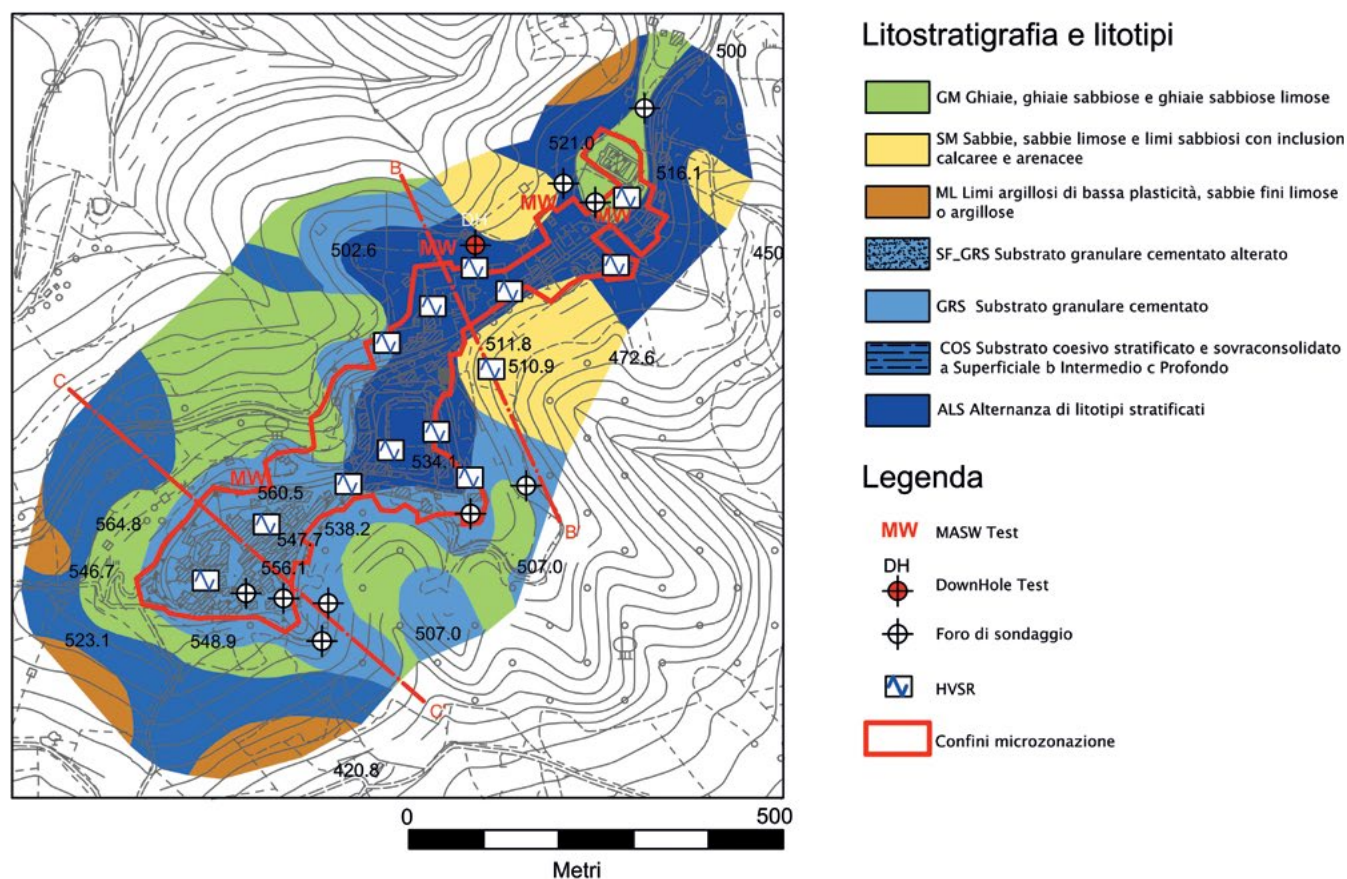 500
521.0
516.1
B
MW
MW
DH
MW
502.6
450
511.8
510.9
472.6
C
534.1
MW
560.5
564.8
538.2
547.7
B'
546.7
556.1
507.0
523.1
548.9
507.0
C'
420.8
0 500
Metri
Litostratigrafia e litotipi
GM Ghiaie, ghiaie sabbiose e ghiaie sabbiose limose
SM Sabbie, sabbie limose e limi sabbiosi con inclusion
calcaree e arenacee
ML Limi argillosi di bassa plasticità, sabbie fini limose
o argillose
SF_GRS Substrato granulare cementato alterato
GRS Substrato granulare cementato
COS Substrato coesivo stratificato e sovraconsolidato
a Superficiale b Intermedio c Profondo
ALS Alternanza di litotipi stratificati
Legenda
MW MASW Test
DH
DownHole Test
Foro di sondaggio
HVSR
Confini microzonazione